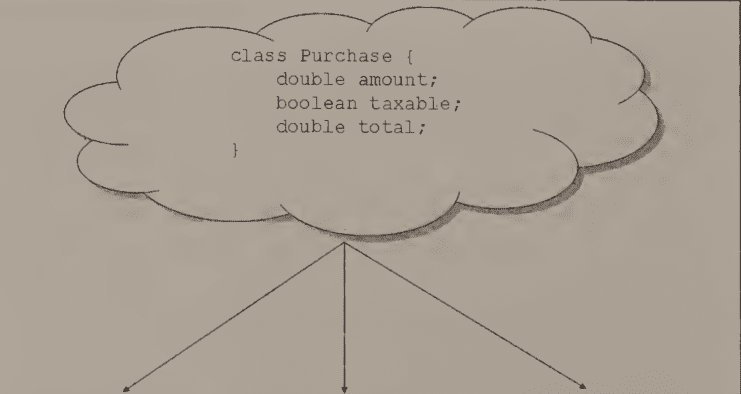 class Purchase {
    double amount;
    boolean taxable;
    double total;
}